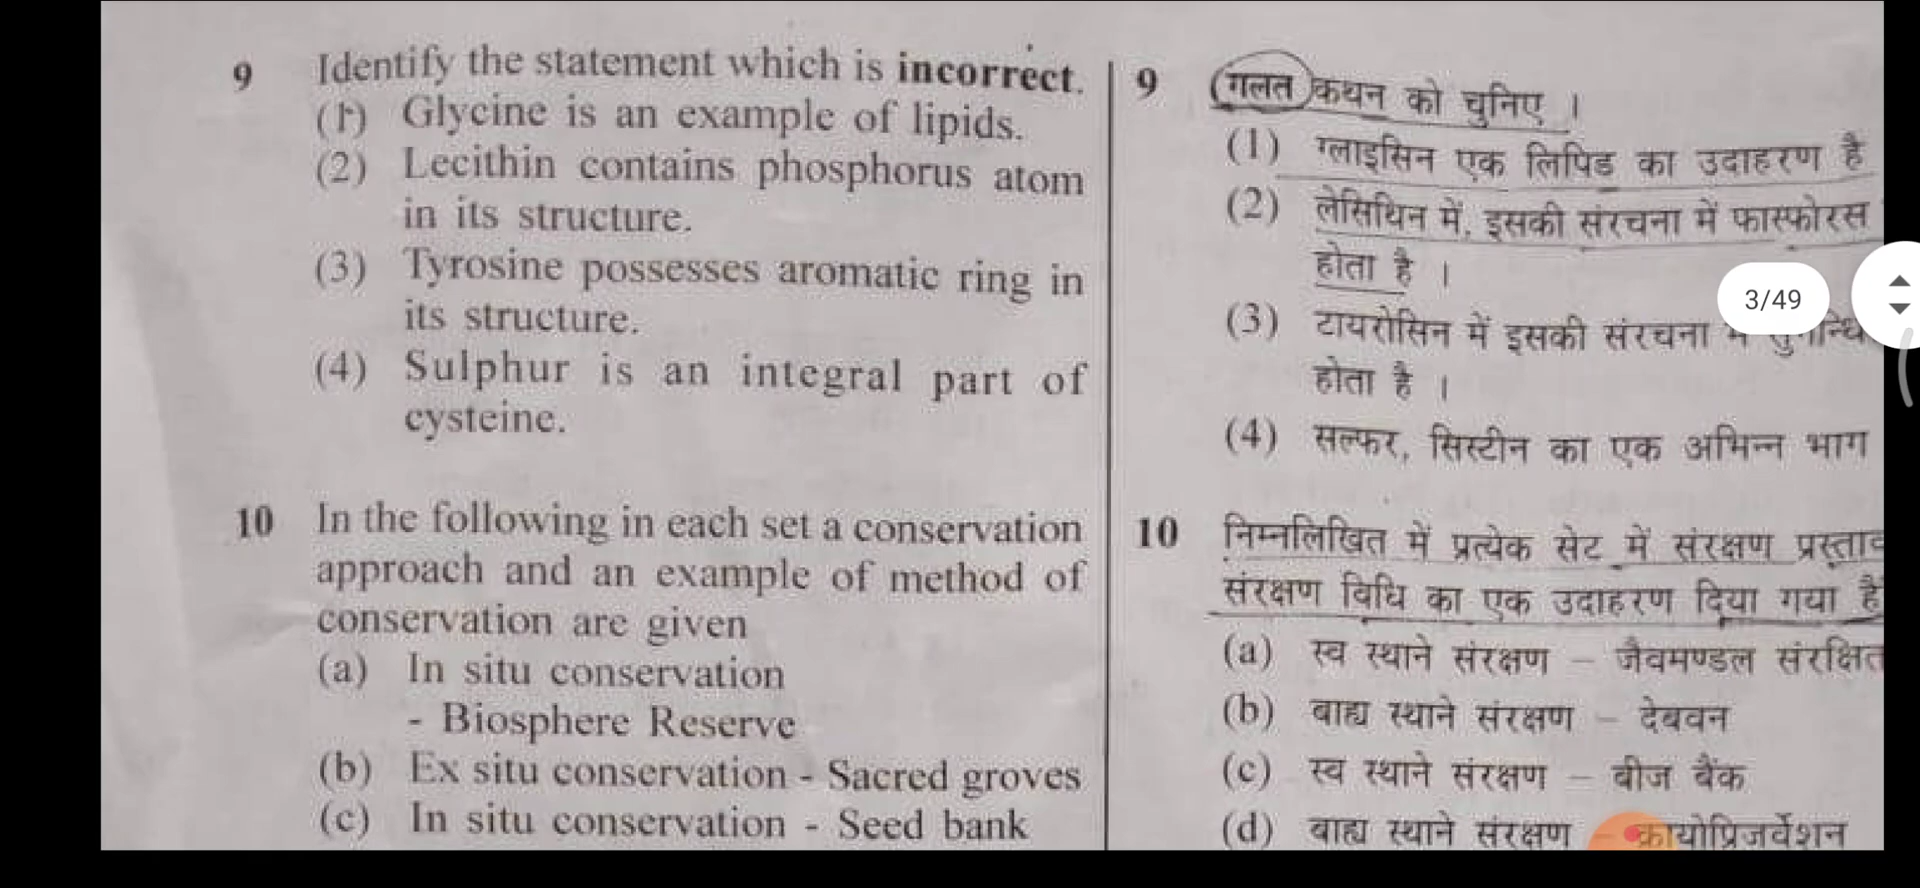 9 Identify the statement which is incorrect.
(1) Glycine is an example of lipids.
(2) Lecithin contains phosphorus atom
in its structure.
(3) Tyrosine possesses aromatic ring in
its structure.
(4) Sulphur is an integral part of
cysteine.
10 In the following in each set a conservation
approach and an example of method of
conservation are given
(a) In situ conservation
- Biosphere Reserve
(b) Ex situ conservation - Sacred groves
(c) In situ conservation - Seed bank
9 गलत कथन को चुनिए ।
(1) ग्लाइसिन एक लिपिड का उदाहरण है
(2) लेसिथिन में, इसकी संरचना में फास्फोरस
होता है ।
(3) टायरोसिन में इसकी संरचना में
होता है ।
(4) सल्फर, सिस्टीन का एक अभिन्न भाग
10 निम्नलिखित में प्रत्येक सेट में संरक्षण
संरक्षण विधि का एक उदाहरण दिया गया है
(a) स्व स्थाने संरक्षण – जैवमण्डल
(b) बाह्य स्थाने संरक्षण – देबवन
(c) स्व स्थाने संरक्षण – बीज बैंक
(d) बाह्य स्थाने संरक्षण - क्रायोप्रिजर्वेशन
3/49